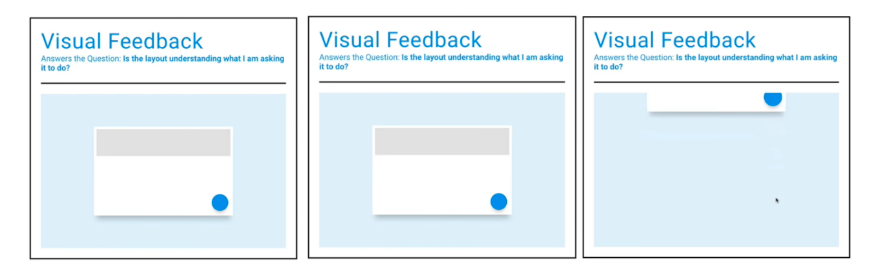 Visual Feedback
Answers the Question: Is the layout understanding what I am asking
it to do?
Visual Feedback
Answers the Question: Is the layout understanding what I am asking
it to do?
Visual Feedback
Answers the Question: Is the layout understanding what I am asking
it to do?